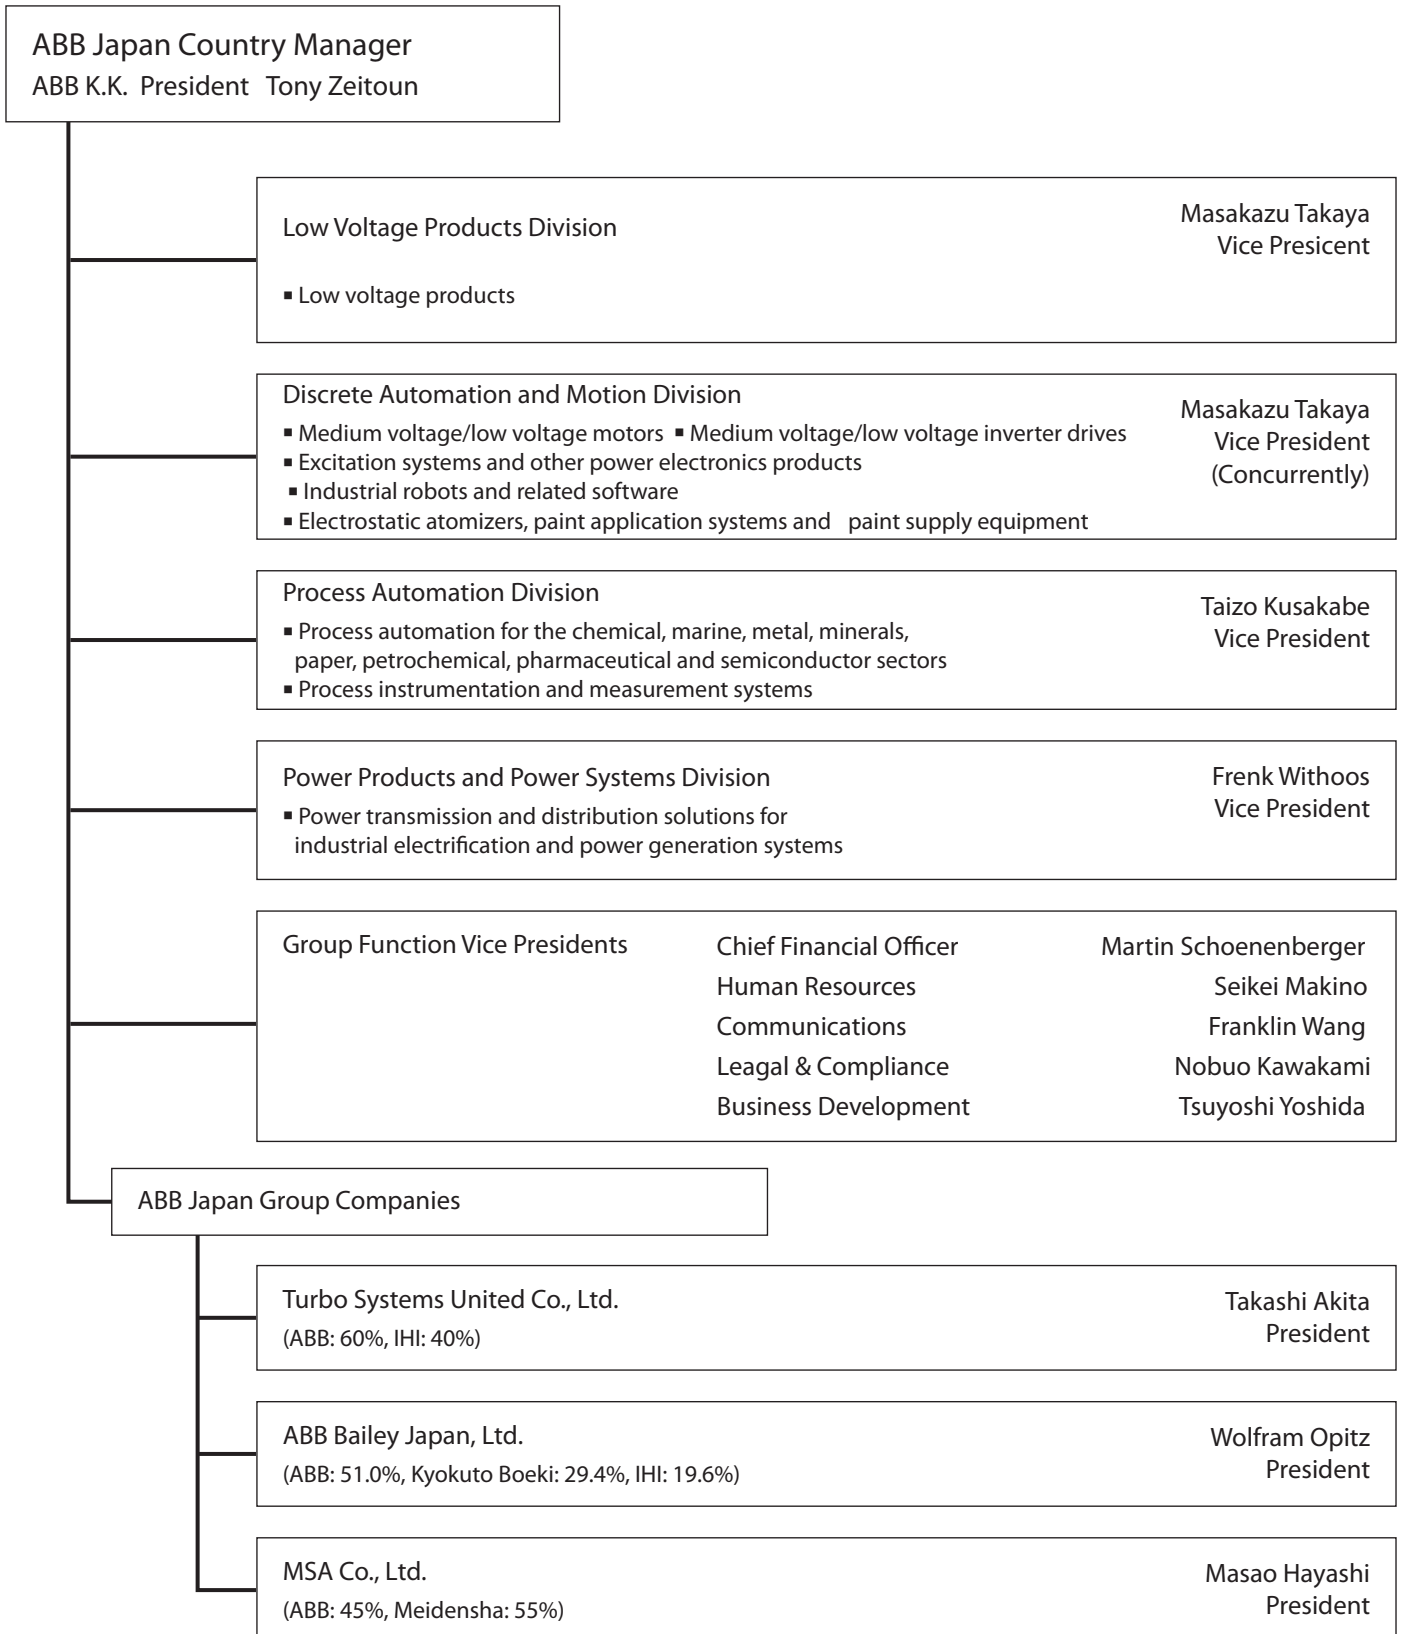 ABB Japan Country Manager
ABB K.K. President Tony Zeitoun
Low Voltage Products Division
Masakazu Takaya
Vice Presicent
▪ Low voltage products
Discrete Automation and Motion Division
▪ Medium voltage/low voltage motors ▪ Medium voltage/low voltage inverter drives
▪ Excitation systems and other power electronics products
▪ Industrial robots and related software
▪ Electrostatic atomizers, paint application systems and paint supply equipment
Masakazu Takaya
Vice President
(Concurrently)
Process Automation Division
▪ Process automation for the chemical, marine, metal, minerals,
paper, petrochemical, pharmaceutical and semiconductor sectors
▪ Process instrumentation and measurement systems
Taizo Kusakabe
Vice President
Power Products and Power Systems Division
▪ Power transmission and distribution solutions for
industrial electrification and power generation systems
Frenk Withoos
Vice President
Group Function Vice Presidents
Chief Financial Officer Martin Schoenenberger
Human Resources Seikei Makino
Communications Franklin Wang
Leagal & Compliance Nobuo Kawakami
Business Development Tsuyoshi Yoshida
ABB Japan Group Companies
Turbo Systems United Co., Ltd.
(ABB: 60%, IHI: 40%)
Takashi Akita
President
ABB Bailey Japan, Ltd.
(ABB: 51.0%, Kyokuto Boeki: 29.4%, IHI: 19.6%)
Wolfram Opitz
President
MSA Co., Ltd.
(ABB: 45%, Meidensha: 55%)
Masao Hayashi
President